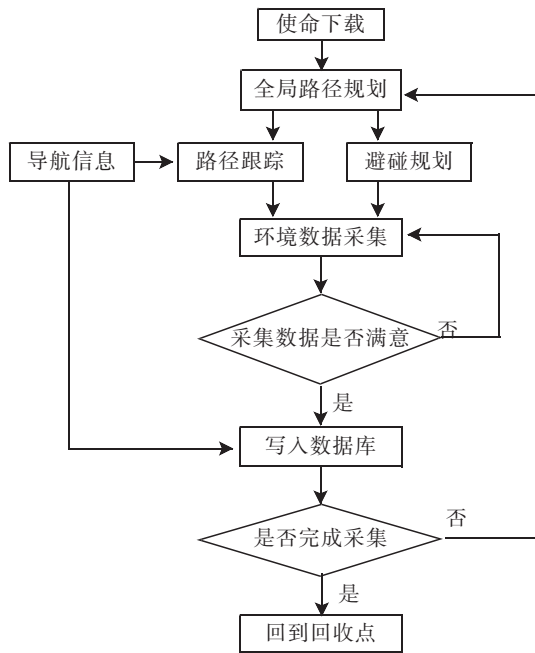 使命下载
全局路径规划
导航信息
路径跟踪
避碰规划
环境数据采集
采集数据是否满意
否
是
写入数据库
是否完成采集
否
是
回到回收点